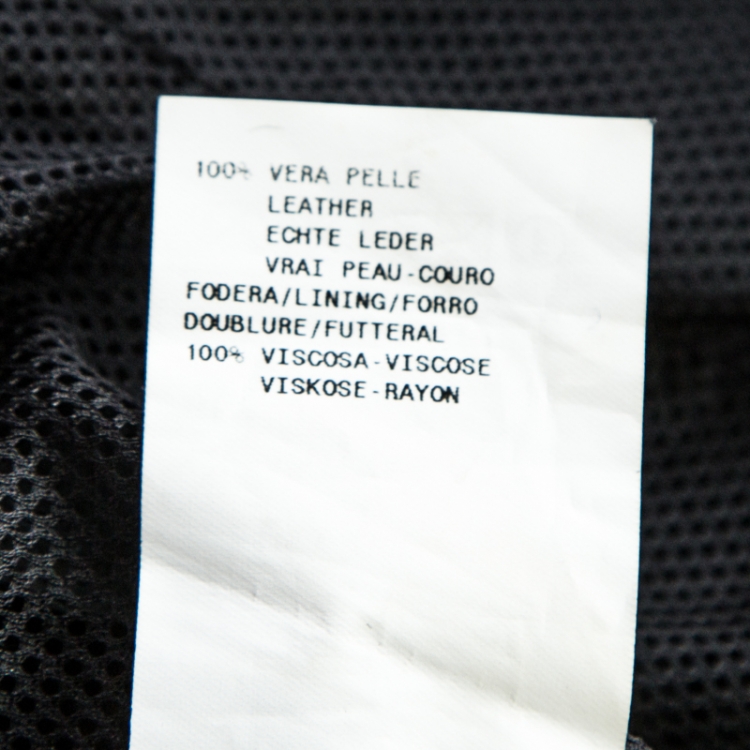 100% VERA PELLE
LEATHER
ECHTE LEDER
VRAI PEAU-COURO
FODERA/LINING/FORRO
DOUBLURE/FUTTERAL
100% VISCOSA-VISCOSE
VISKOSE-RAYON